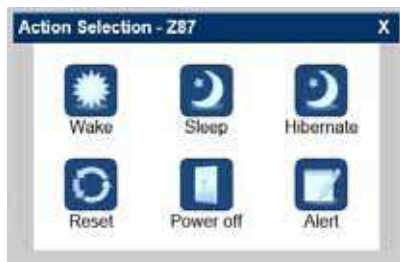 Action Selection - Z87 X
Wake Sleep Hibernate
Reset Power off Alert